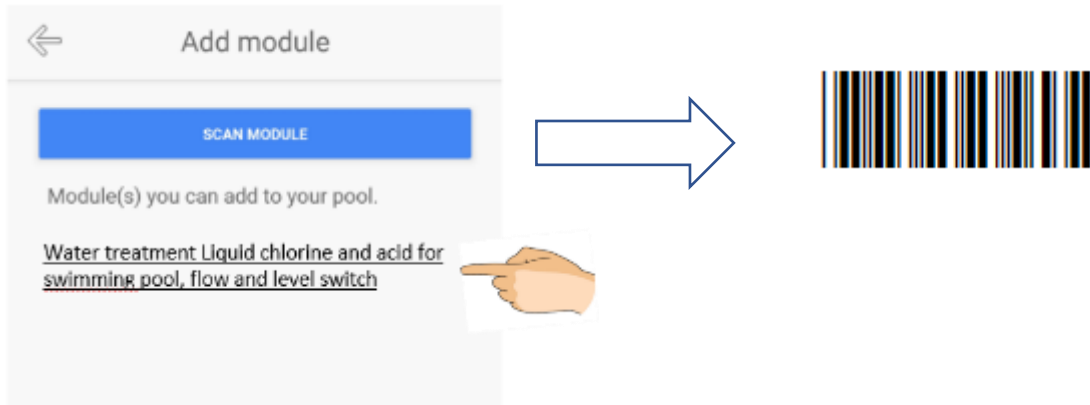 Add module
SCAN MODULE
Module(s) you can add to your pool.
Water treatment Liquid chlorine and acid for
swimming pool, flow and level switch